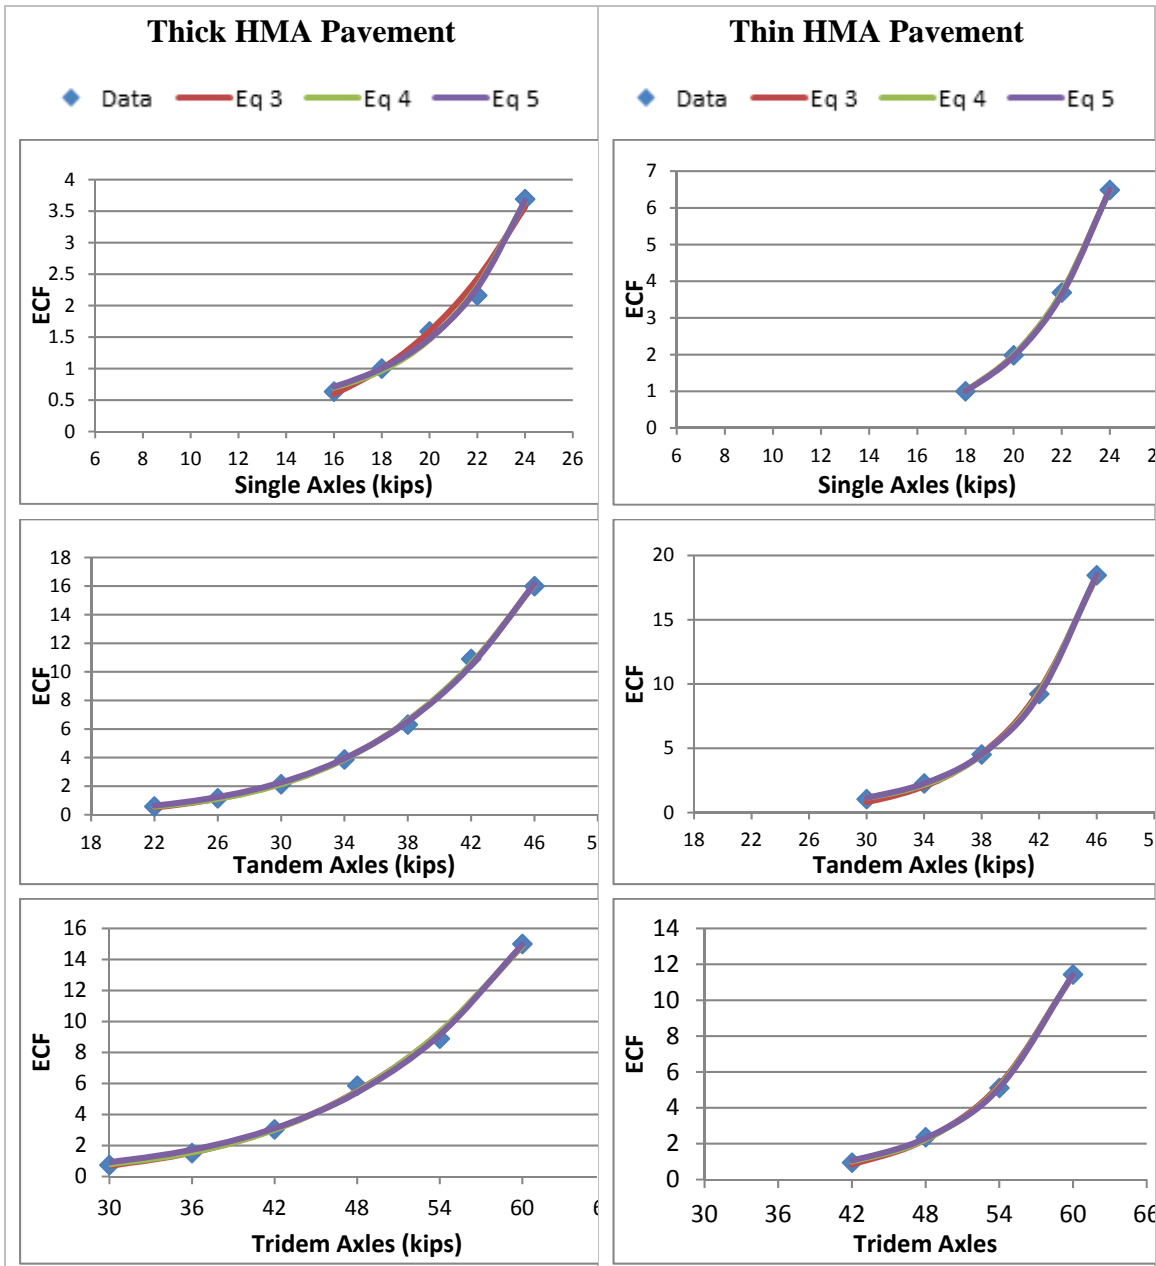 Thick HMA Pavement
Data Eq 3 Eq 4 Eq 5
4
3.5
3
2.5
2
1.5
1
0.5
0
ECF
6 8 10 12 14 16 18 20 22 24 26
Single Axles (kips)
18
16
14
12
10
8
6
4
2
0
ECF
18 22 26 30 34 38 42 46 5
Tandem Axles (kips)
16
14
12
10
8
6
4
2
0
ECF
30 36 42 48 54 60 6
Tridem Axles (kips)
Thin HMA Pavement
Data Eq 3 Eq 4 Eq 5
7
6
5
4
3
2
1
0
ECF
6 8 10 12 14 16 18 20 22 24 2
Single Axles (kips)
20
15
10
5
0
ECF
18 22 26 30 34 38 42 46 5
Tandem Axles (kips)
14
12
10
8
6
4
2
0
ECF
30 36 42 48 54 60 66
Tridem Axles